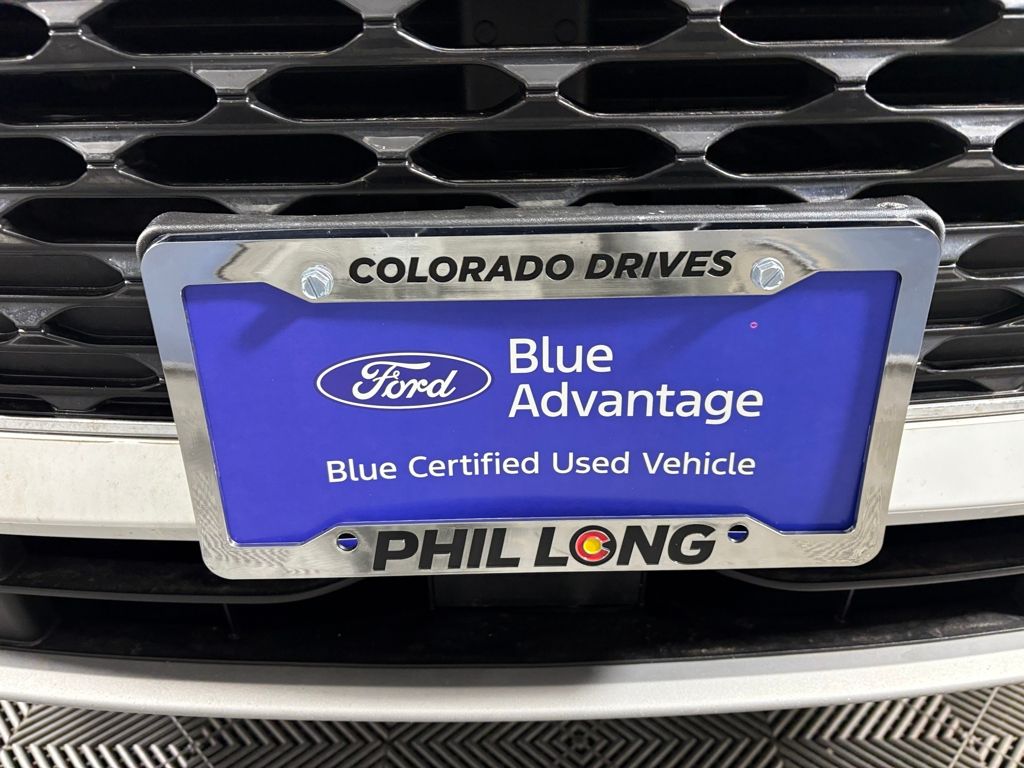 COLORADO DRIVES
Ford
Blue
Advantage
Blue Certified Used Vehicle
PHIL LONG